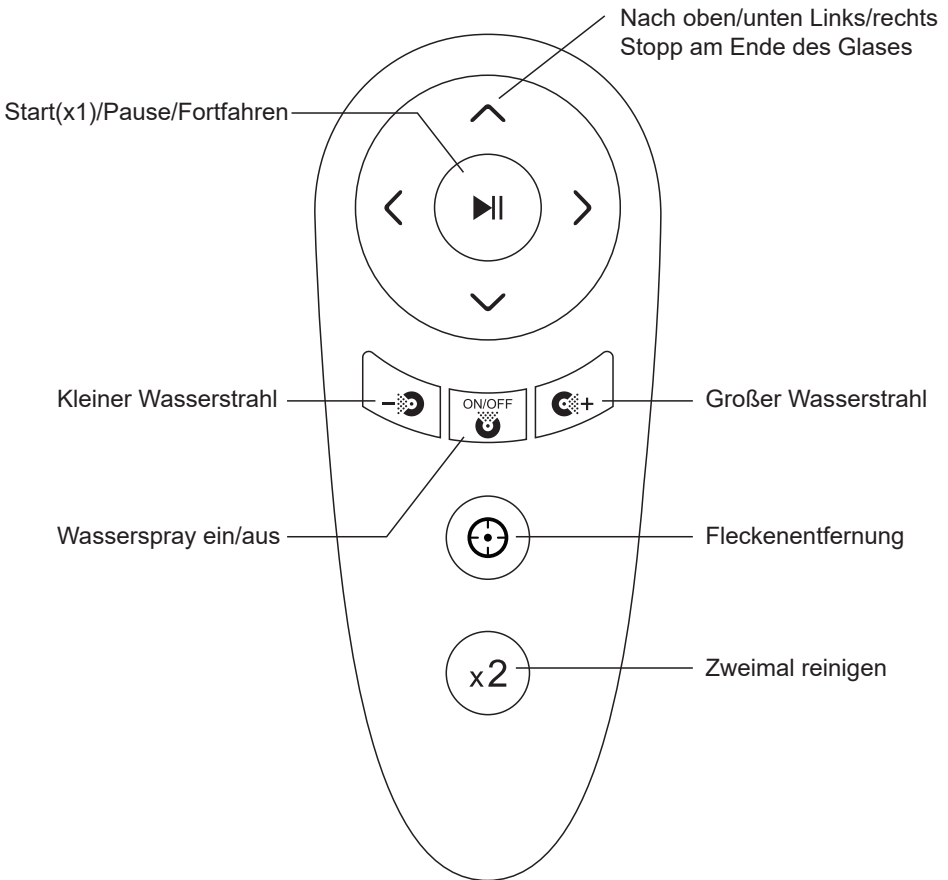 Nach oben/unten Links/rechts
Stopp am Ende des Glases
Start(x1)/Pause/Fortfahren
Kleiner Wasserstrahl
-
ON/OFF
+
Großer Wasserstrahl
Wasserspray ein/aus
Fleckenentfernung
x2
Zweimal reinigen